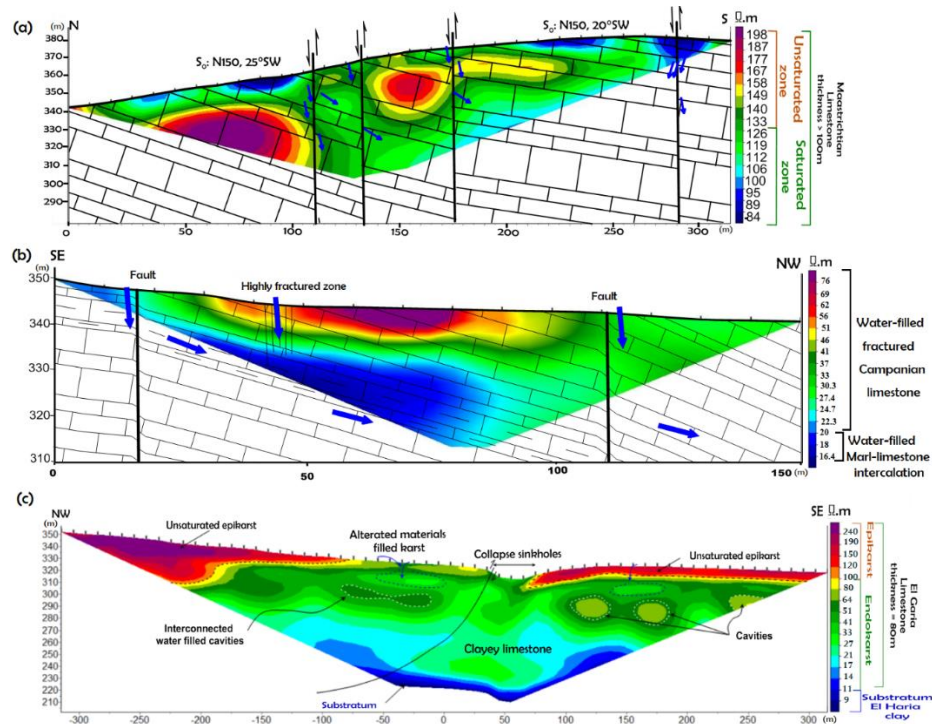 (a)
(m) N
S₀: N150, 25°SW
S₀: N150, 20°SW
S Ω.m
380
370
360
350
340
330
320
310
300
290
280
0
50
100
150
200
250
300
(m)
198
187
177
167
158
149
140
133
126
119
112
106
100
95
89
84
Unsaturated
zone
Saturated
zone
Maastrichtian
Limestone
thickness > 100m
(b)
SE
(m)
NW
Ω.m
Fault
Highly fractured zone
Fault
350
340
330
320
310
0
50
100
150 (m)
76
68
60
52
46
41
37
31
27.4
24.7
22.3
20
18
16.4
Water-filled
fractured
Campanian
limestone
Water-filled
Marl-limestone
intercalation
(c)
NW
(m)
SE Ω.m
Unsaturated epikarst
Alterated materials
filled karst
Collapse sinkholes
Unsaturated epikarst
Interconnected
water filled cavities
Clayey limestone
Cavities
Substratum
350
340
330
320
310
300
290
280
270
260
250
240
230
220
210
-300
-250
-200
-150
-100
-50
0
50
100
150
200
250
300
(m)
240
190
150
120
100
80
64
51
41
33
27
21
17
13
11
9
Epikarst
Endokarst
El Garia
Limestone
thickness = 80m
Substratum
El Haria
clay